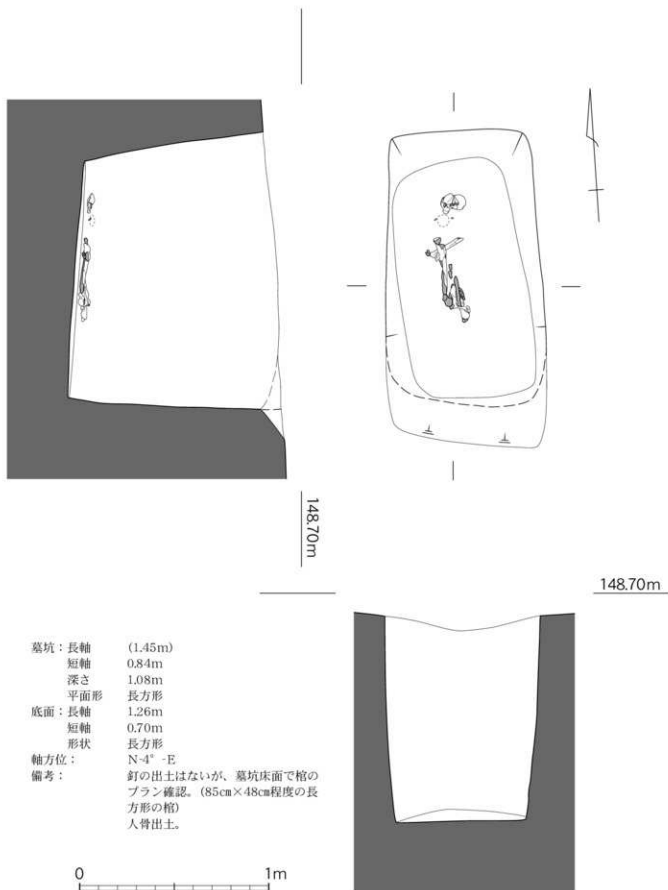 148.70m
148.70m
墓坑：長軸　(1.45m)
短軸　0.84m
深さ　1.08m
平面形　長方形
底面：長軸　1.26m
短軸　0.70m
形状　長方形
軸方位：　N-4°-E
備考：　釘の出土はないが、墓坑床面で棺の
プラン確認。(85㎝×48㎝程度の長
方形の棺)
人骨出土。
0　1m